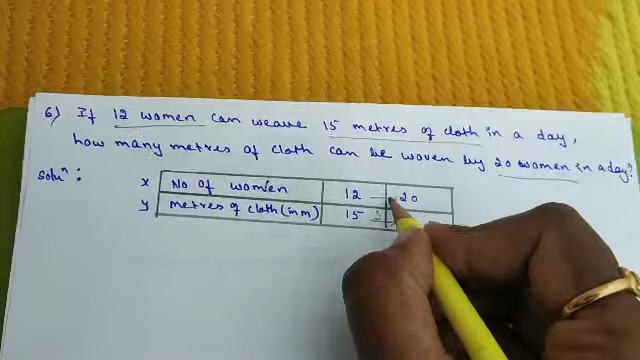 6) If 12 women can weave 15 metres of cloth in a day,
how many metres of cloth can be woven by 20 women in a day?
Soluⁿ:
x No of women 12 20
y metres of cloth (in m) 15